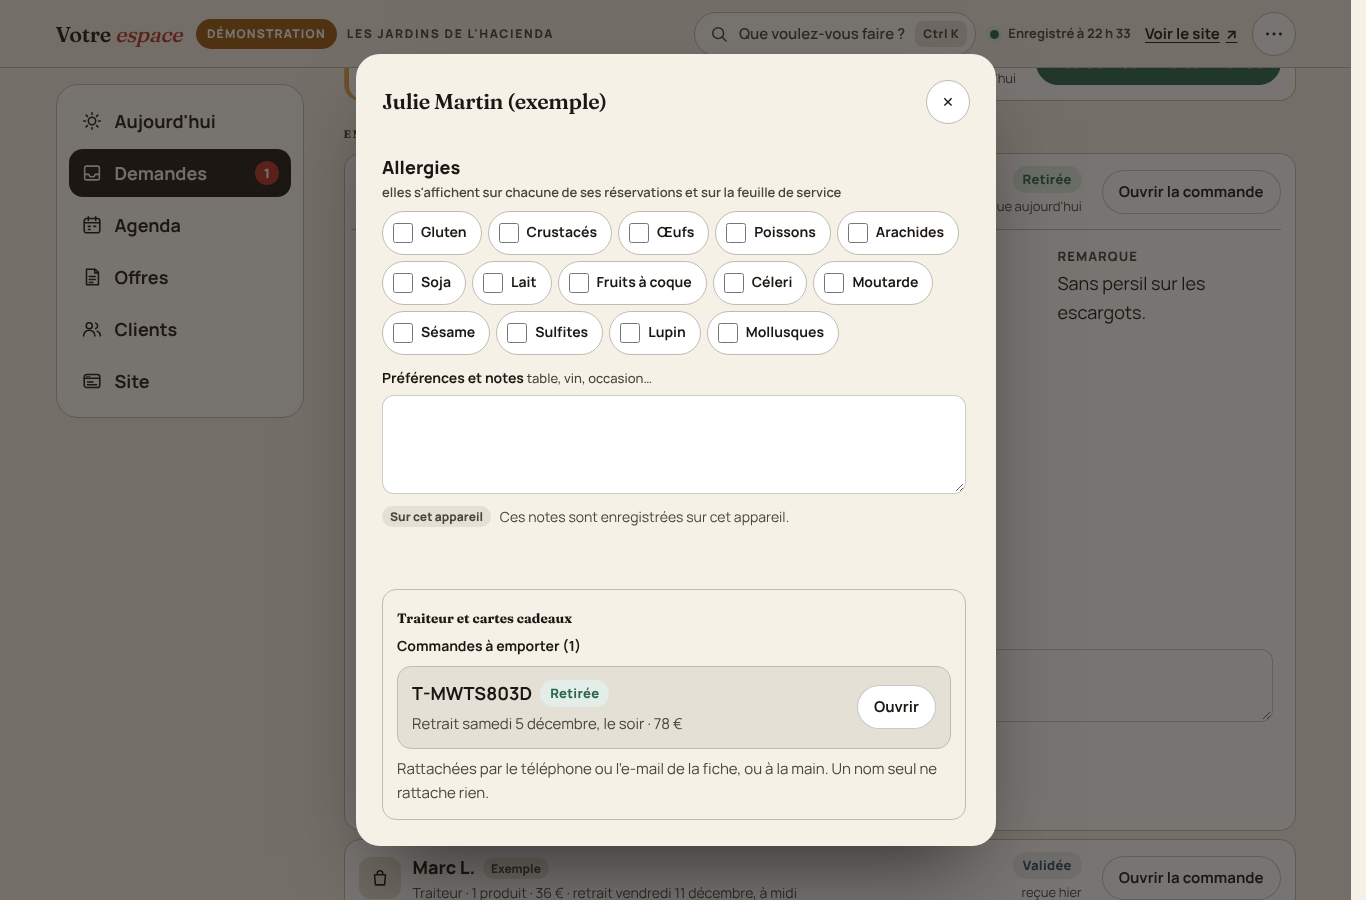 Votre espace DÉMONSTRATION LES JARDINS DE L'HACIENDA Que voulez-vous faire ? Ctrl K Enregistré à 22 h 33 Voir le site
Aujourd'hui
Demandes 1
Agenda
Offres
Clients
Site
Julie Martin (exemple)
Allergies
elles s'affichent sur chacune de ses réservations et sur la feuille de service
Gluten Crustacés Œufs Poissons Arachides
Soja Lait Fruits à coque Céleri Moutarde
Sésame Sulfites Lupin Mollusques
Préférences et notes table, vin, occasion…
Sur cet appareil Ces notes sont enregistrées sur cet appareil.
Traiteur et cartes cadeaux
Commandes à emporter (1)
T-MWTS803D Retirée
Retrait samedi 5 décembre, le soir · 78 €
Ouvrir
Rattachées par le téléphone ou l'e-mail de la fiche, ou à la main. Un nom seul ne
rattache rien.
Retirée Ouvrir la commande
aujourd'hui
REMARQUE
Sans persil sur les
escargots.
Marc L. Exemple Validée Ouvrir la commande
Traiteur · 1 produit · 36 € · retrait vendredi 11 décembre, à midi reçue hier